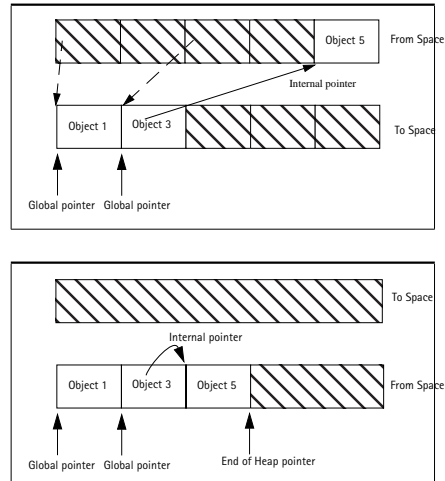 Object 5
From Space
Internal pointer
Object 1
Object 3
To Space
Global pointer
Global pointer
To Space
Internal pointer
Object 1
Object 3
Object 5
From Space
Global pointer
Global pointer
End of Heap pointer